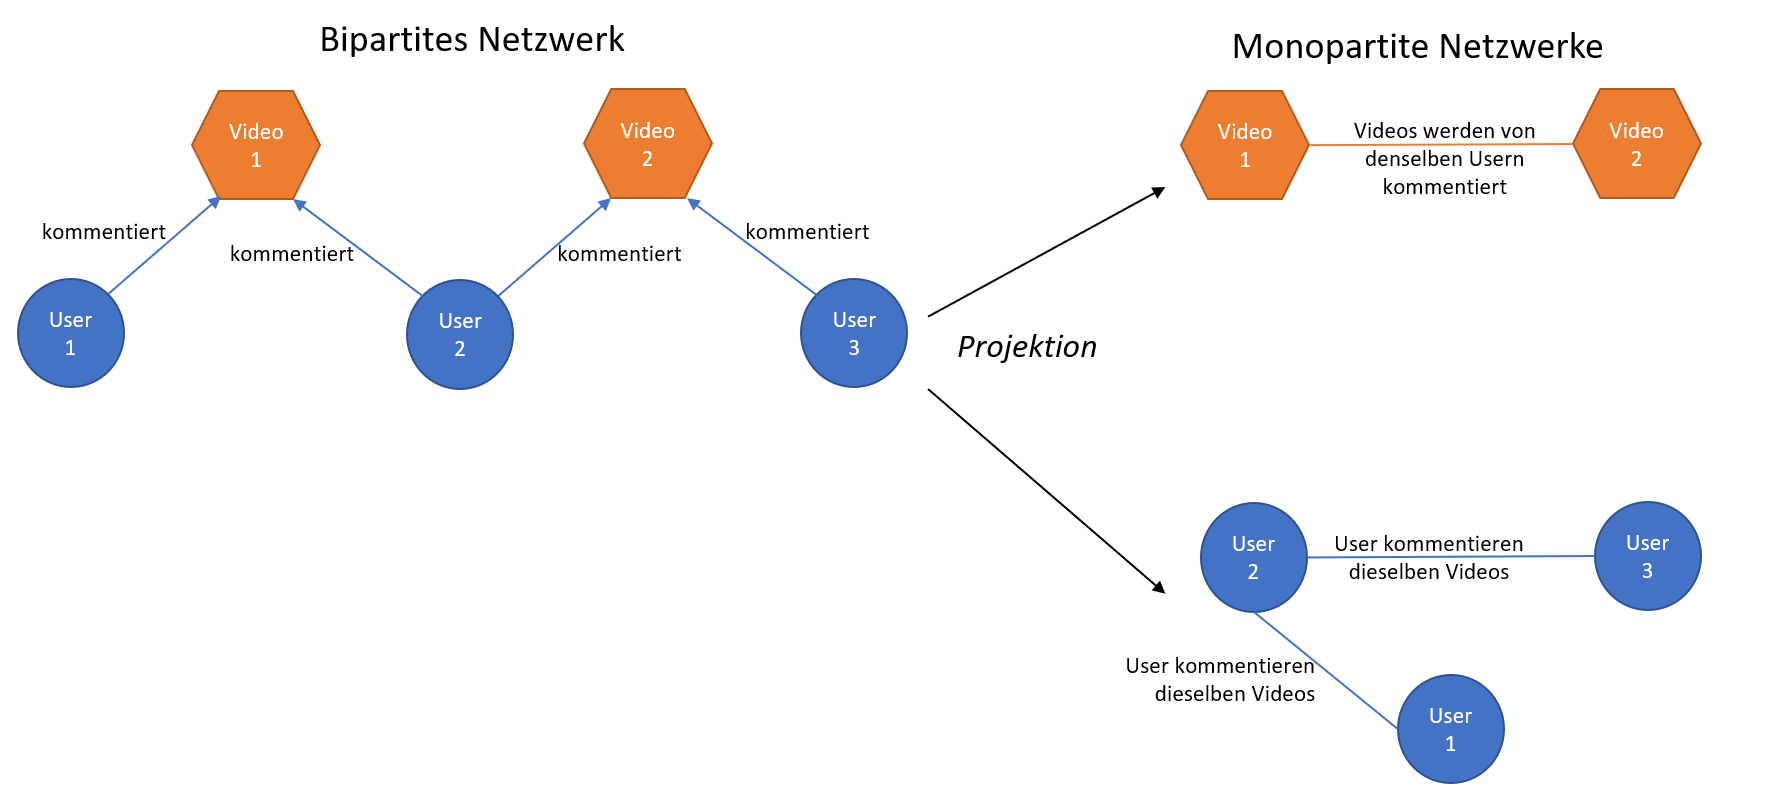 Bipartites Netzwerk
Video
1
Video
2
kommentiert
kommentiert
kommentiert
kommentiert
User
1
User
2
User
3
Projektion
Monopartite Netzwerke
Video
1
Videos werden von
denselben Usern
kommentiert
Video
2
User
2
User kommentieren
dieselben Videos
User
3
User kommentieren
dieselben Videos
User
1